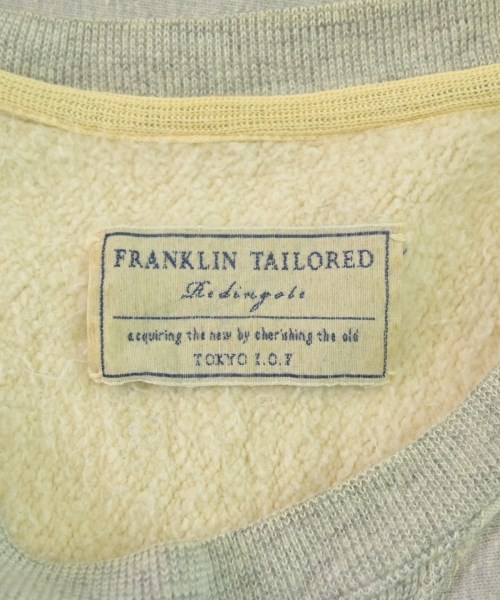 FRANKLIN TAILORED
Redingote
acquiring the new by cherishing the old
TOKYO I.O.F